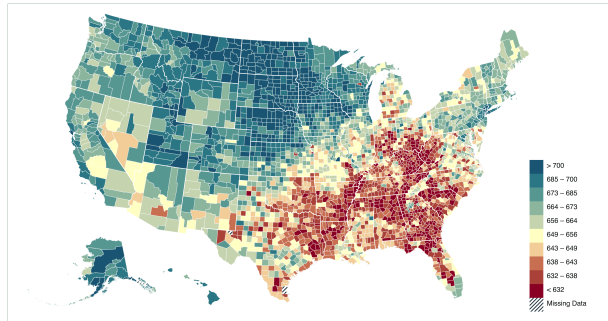 > 700
685 – 700
673 – 685
664 – 673
656 – 664
649 – 656
643 – 649
638 – 643
632 – 638
< 632
Missing Data